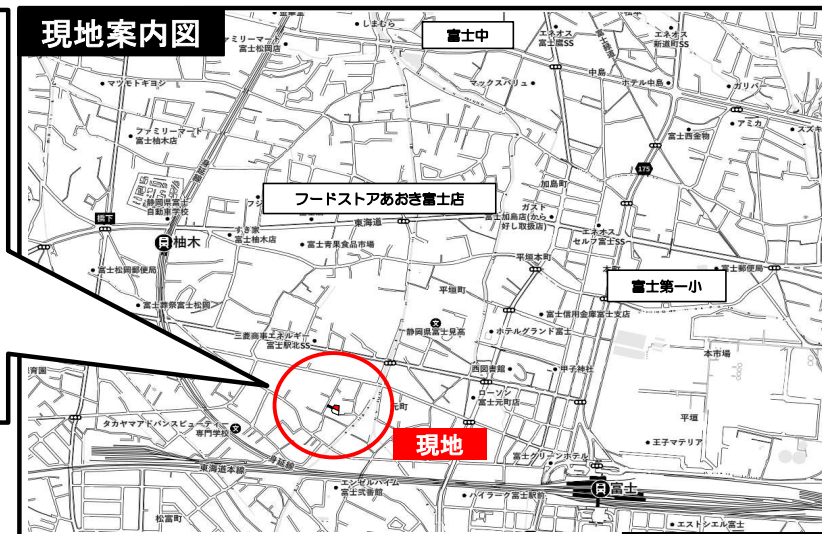 現地案内図
しまむら
富士中
ファミリーマート
富士松岡店
エネオス
富士鷹SS
エネオス
新道町SS
中島
マツモトキヨシ
マックスバリュ
ホテル中島
ガリバー
アミカ
スズキ
ファミリーマート
富士柚木店
富士西金物
身延線
175
静岡県富士
自動車学校
フジ
フードストアあおき富士店
加島町
ガスト
富士加島店(から
好し取扱店)
橋下
東海道
すき家
富士柚木店
エネオス
セルフ富士SS
柚木
富士青果食品市場
平垣本町
本町
富士郵便局
富士松岡郵便局
富士第一小
平垣町
富士葬祭富士松岡
富士信用金庫富士支店
静岡県富士見高
ホテルグランド富士
三菱商事エネルギー
富士駅北SS
本市場
育園
西図書館
甲子神社
ローソン
富士元町店
元町
平垣
タカヤマアドバンスビューティー
専門学校
現地
王子マテリア
富士グリーンホテル
東海道本線
身延線
エンゼルハイム
富士弐番館
ハイラーク富士駅前
富士
松富町
エストシエル富士